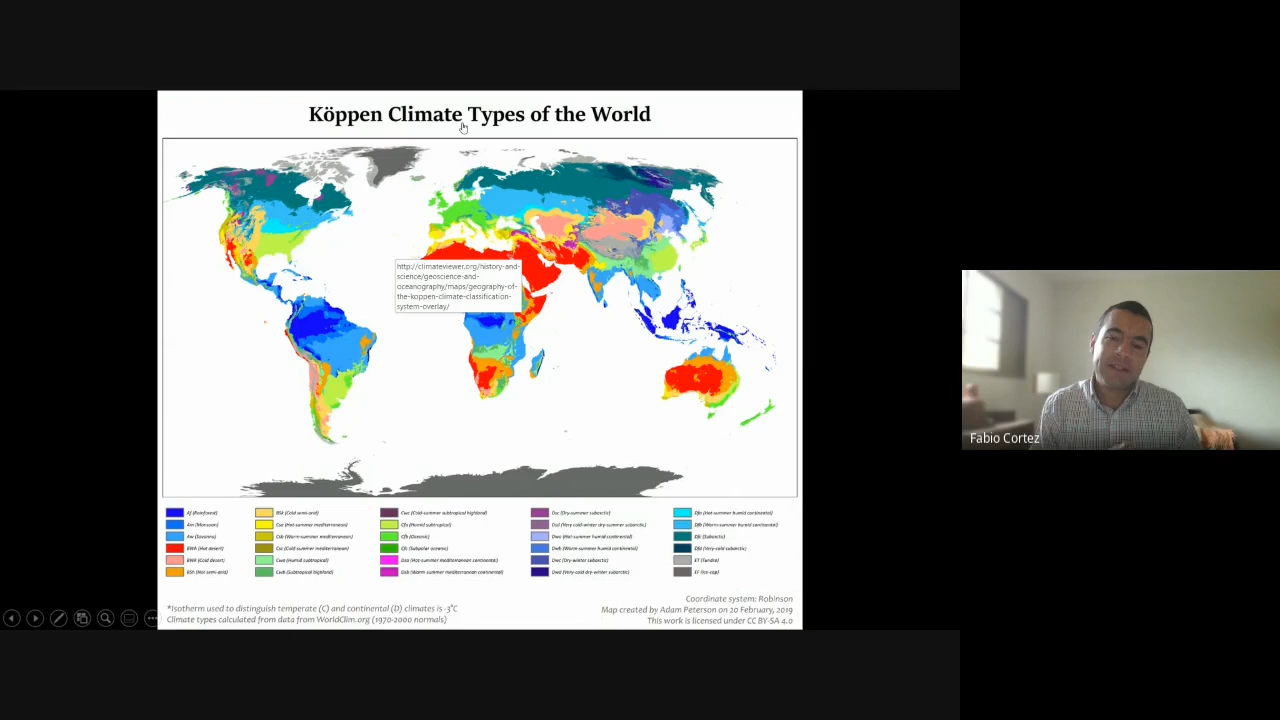 Köppen Climate Types of the World
http://climateviewer.org/history-and-
science/geoscience-and-
oceanography/maps/geography-of-
the-koppen-climate-classification-
system-overlay/
Fabio Cortez
Af (Rainforest)
Am (Monsoon)
Aw (Savanna)
BWh (Hot desert)
BWk (Cold desert)
BSh (Hot semi-arid)
BSk (Cold semi-arid)
Csa (Hot-summer mediterranean)
Csb (Warm-summer mediterranean)
Csc (Cold-summer mediterranean)
Cwa (Humid subtropical)
Cwb (Subtropical highland)
Cwc (Cold-summer subtropical highland)
Cfa (Humid subtropical)
Cfb (Oceanic)
Cfc (Subpolar oceanic)
Dsa (Hot-summer mediterranean continental)
Dsb (Warm-summer mediterranean continental)
Dsc (Dry-summer subarctic)
Dsd (Very cold-dry-summer subarctic)
Dwa (Hot-summer humid continental)
Dwb (Warm-summer humid continental)
Dwc (Dry-winter subarctic)
Dwd (Very cold-dry-winter subarctic)
Dfa (Hot-summer humid continental)
Dfb (Warm-summer humid continental)
Dfc (Subarctic)
Dfd (Very-cold subarctic)
ET (Tundra)
EF (Ice-cap)
*Isotherm used to distinguish temperate (C) and continental (D) climates is -3°C
Climate types calculated from data from WorldClim.org (1970-2000 normals)
Coordinate system: Robinson
Map created by Adam Peterson on 20 February, 2019
This work is licensed under CC BY-SA 4.0